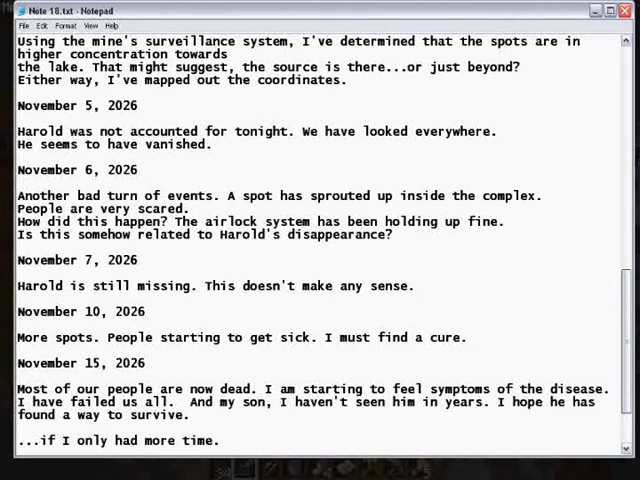 Note 18.txt - Notepad
File Edit Format View Help
Using the mine's surveillance system, I've determined that the spots are in
higher concentration towards
the lake. That might suggest, the source is there...or just beyond?
Either way, I've mapped out the coordinates.
November 5, 2026
Harold was not accounted for tonight. We have looked everywhere.
He seems to have vanished.
November 6, 2026
Another bad turn of events. A spot has sprouted up inside the complex.
People are very scared.
How did this happen? The airlock system has been holding up fine.
Is this somehow related to Harold's disappearance?
November 7, 2026
Harold is still missing. This doesn't make any sense.
November 10, 2026
More spots. People starting to get sick. I must find a cure.
November 15, 2026
Most of our people are now dead. I am starting to feel symptoms of the disease.
I have failed us all.  And my son, I haven't seen him in years. I hope he has
found a way to survive.
...if I only had more time.